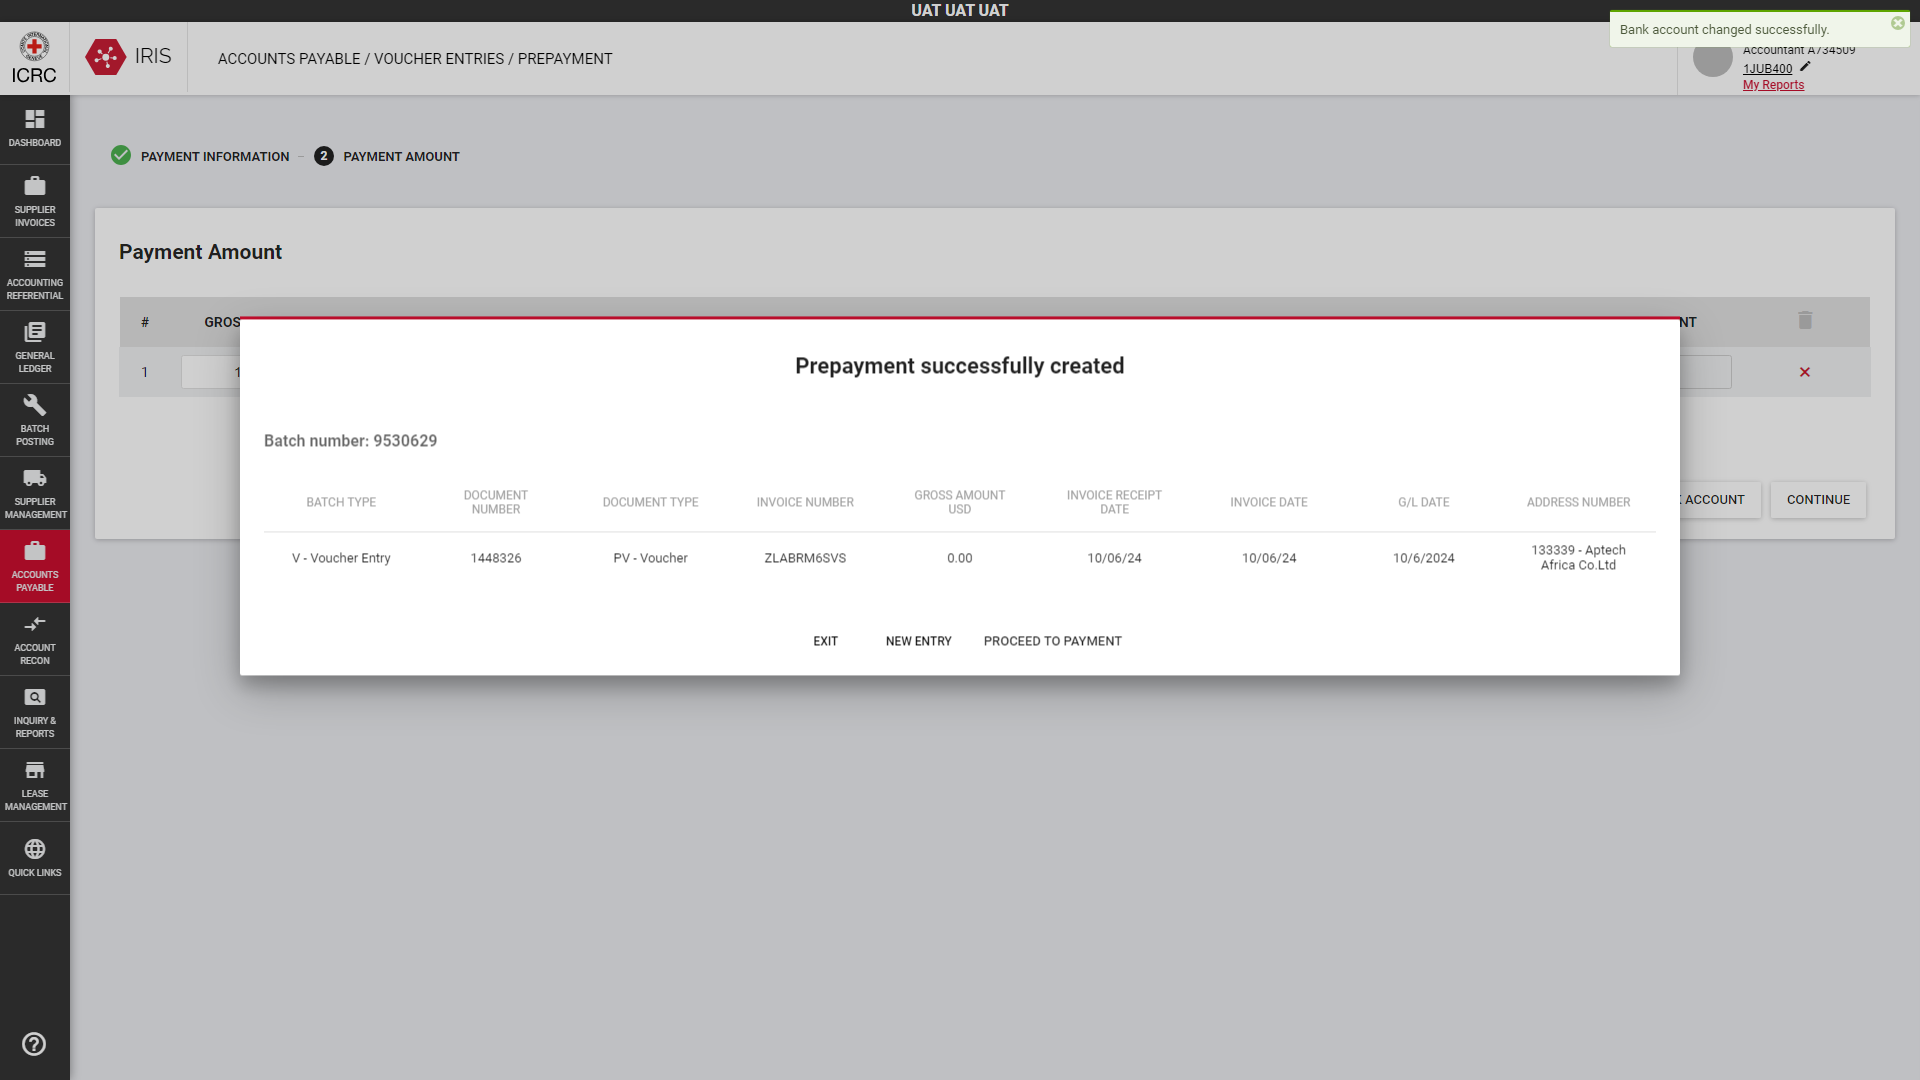 UAT UAT UAT
Bank account changed successfully.
ICRC
IRIS
ACCOUNTS PAYABLE / VOUCHER ENTRIES / PREPAYMENT
Accountant A734509
1JUB400
My Reports
DASHBOARD
SUPPLIER
INVOICES
ACCOUNTING
REFERENTIAL
GENERAL
LEDGER
BATCH
POSTING
SUPPLIER
MANAGEMENT
ACCOUNTS
PAYABLE
ACCOUNT
RECON
INQUIRY &
REPORTS
LEASE
MANAGEMENT
QUICK LINKS
PAYMENT INFORMATION
2 PAYMENT AMOUNT
Payment Amount
# GROS NT
1 1
ACCOUNT CONTINUE
Prepayment successfully created
Batch number: 9530629
BATCH TYPE DOCUMENT NUMBER DOCUMENT TYPE INVOICE NUMBER GROSS AMOUNT USD INVOICE RECEIPT DATE INVOICE DATE G/L DATE ADDRESS NUMBER
V - Voucher Entry 1448326 PV - Voucher ZLABRM6SVS 0.00 10/06/24 10/06/24 10/6/2024 133339 - Aptech Africa Co.Ltd
EXIT NEW ENTRY PROCEED TO PAYMENT